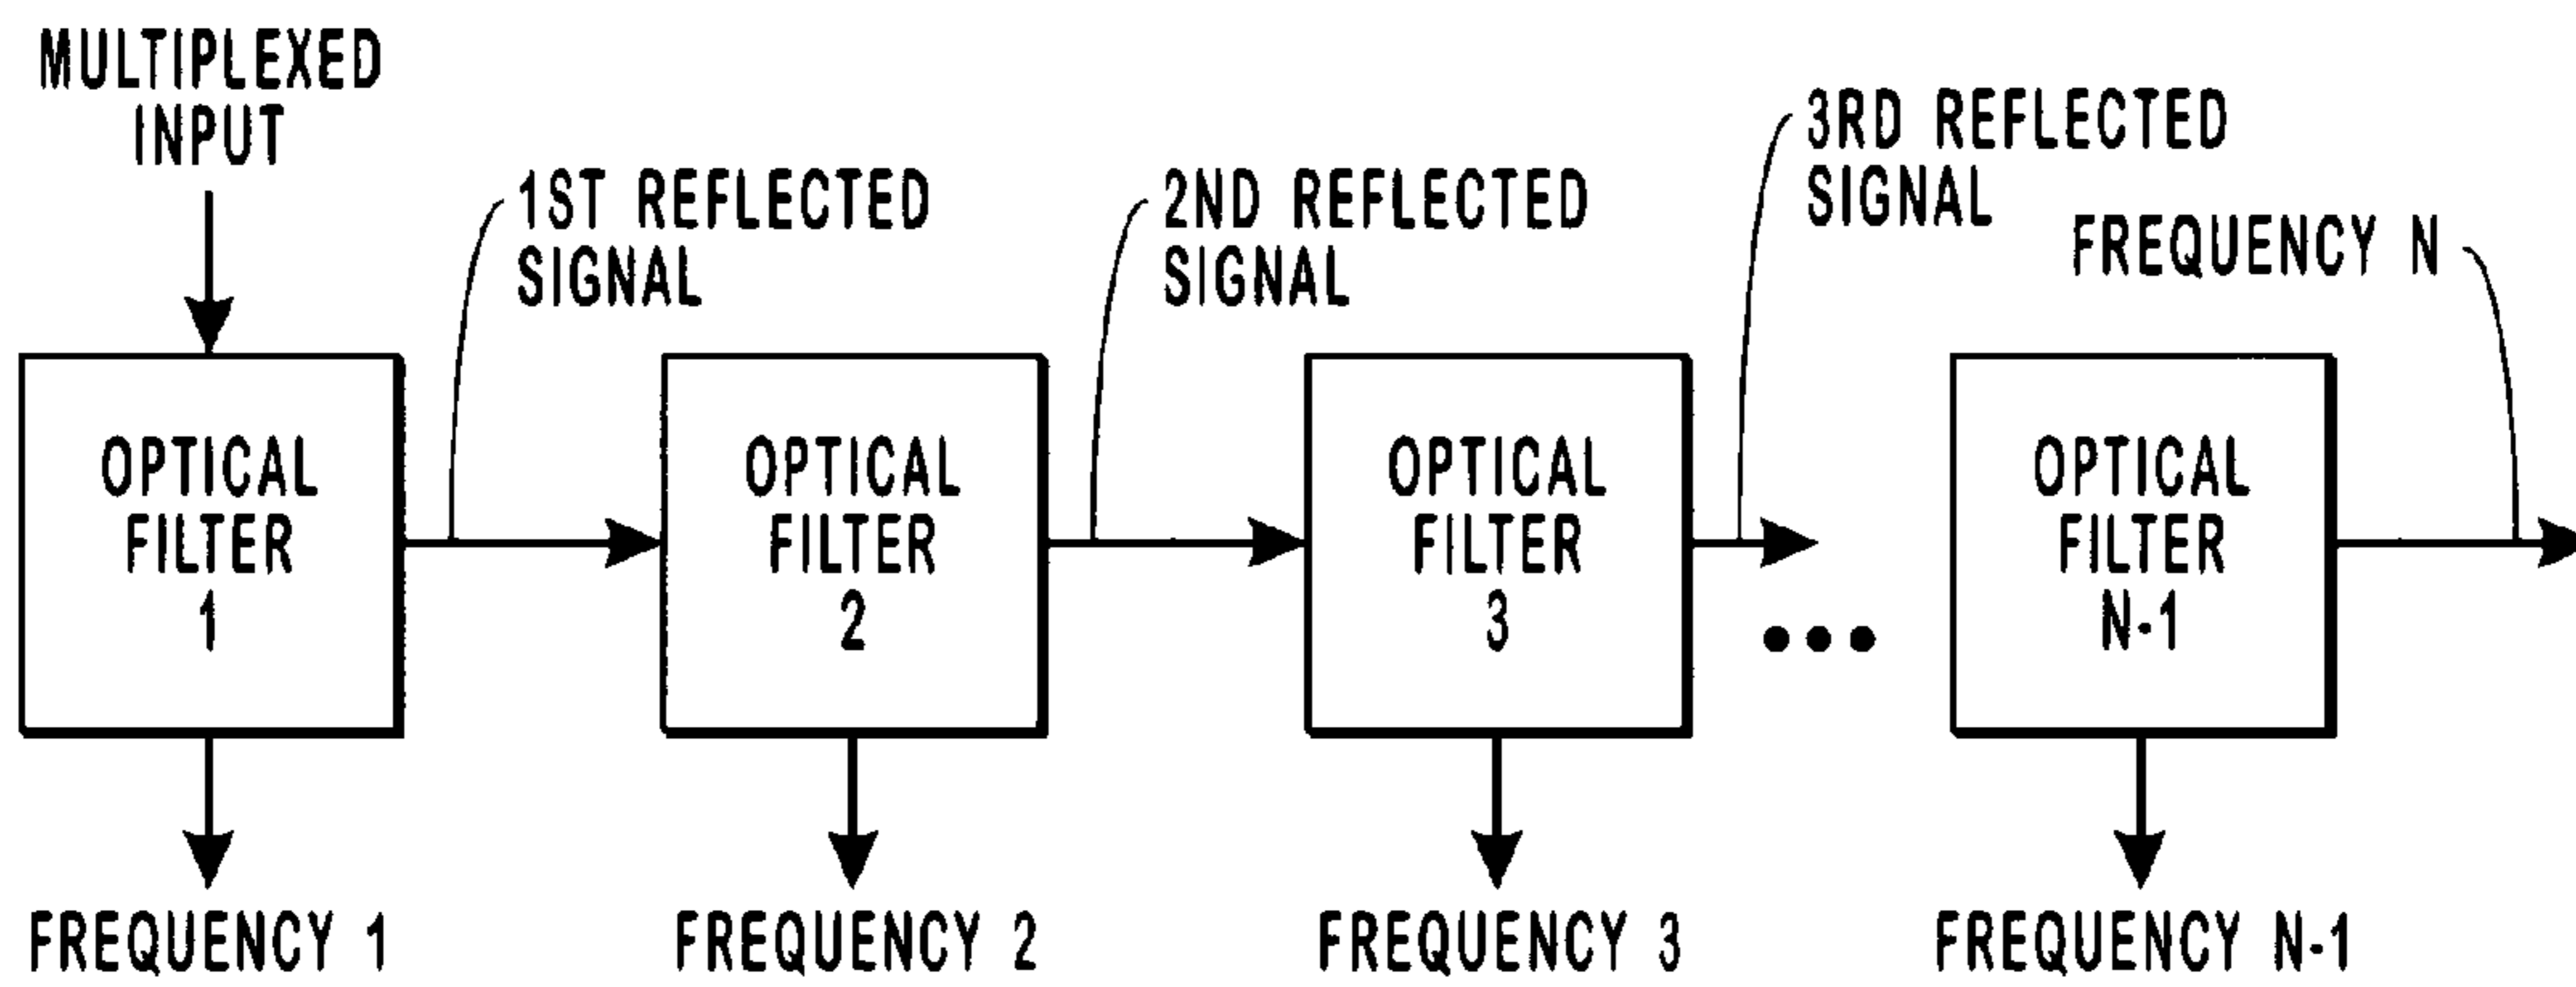 MULTIPLEXED
INPUT
1ST REFLECTED
SIGNAL
2ND REFLECTED
SIGNAL
3RD REFLECTED
SIGNAL
FREQUENCY N
OPTICAL
FILTER
1
OPTICAL
FILTER
2
OPTICAL
FILTER
3
OPTICAL
FILTER
N-1
FREQUENCY 1
FREQUENCY 2
FREQUENCY 3
FREQUENCY N-1